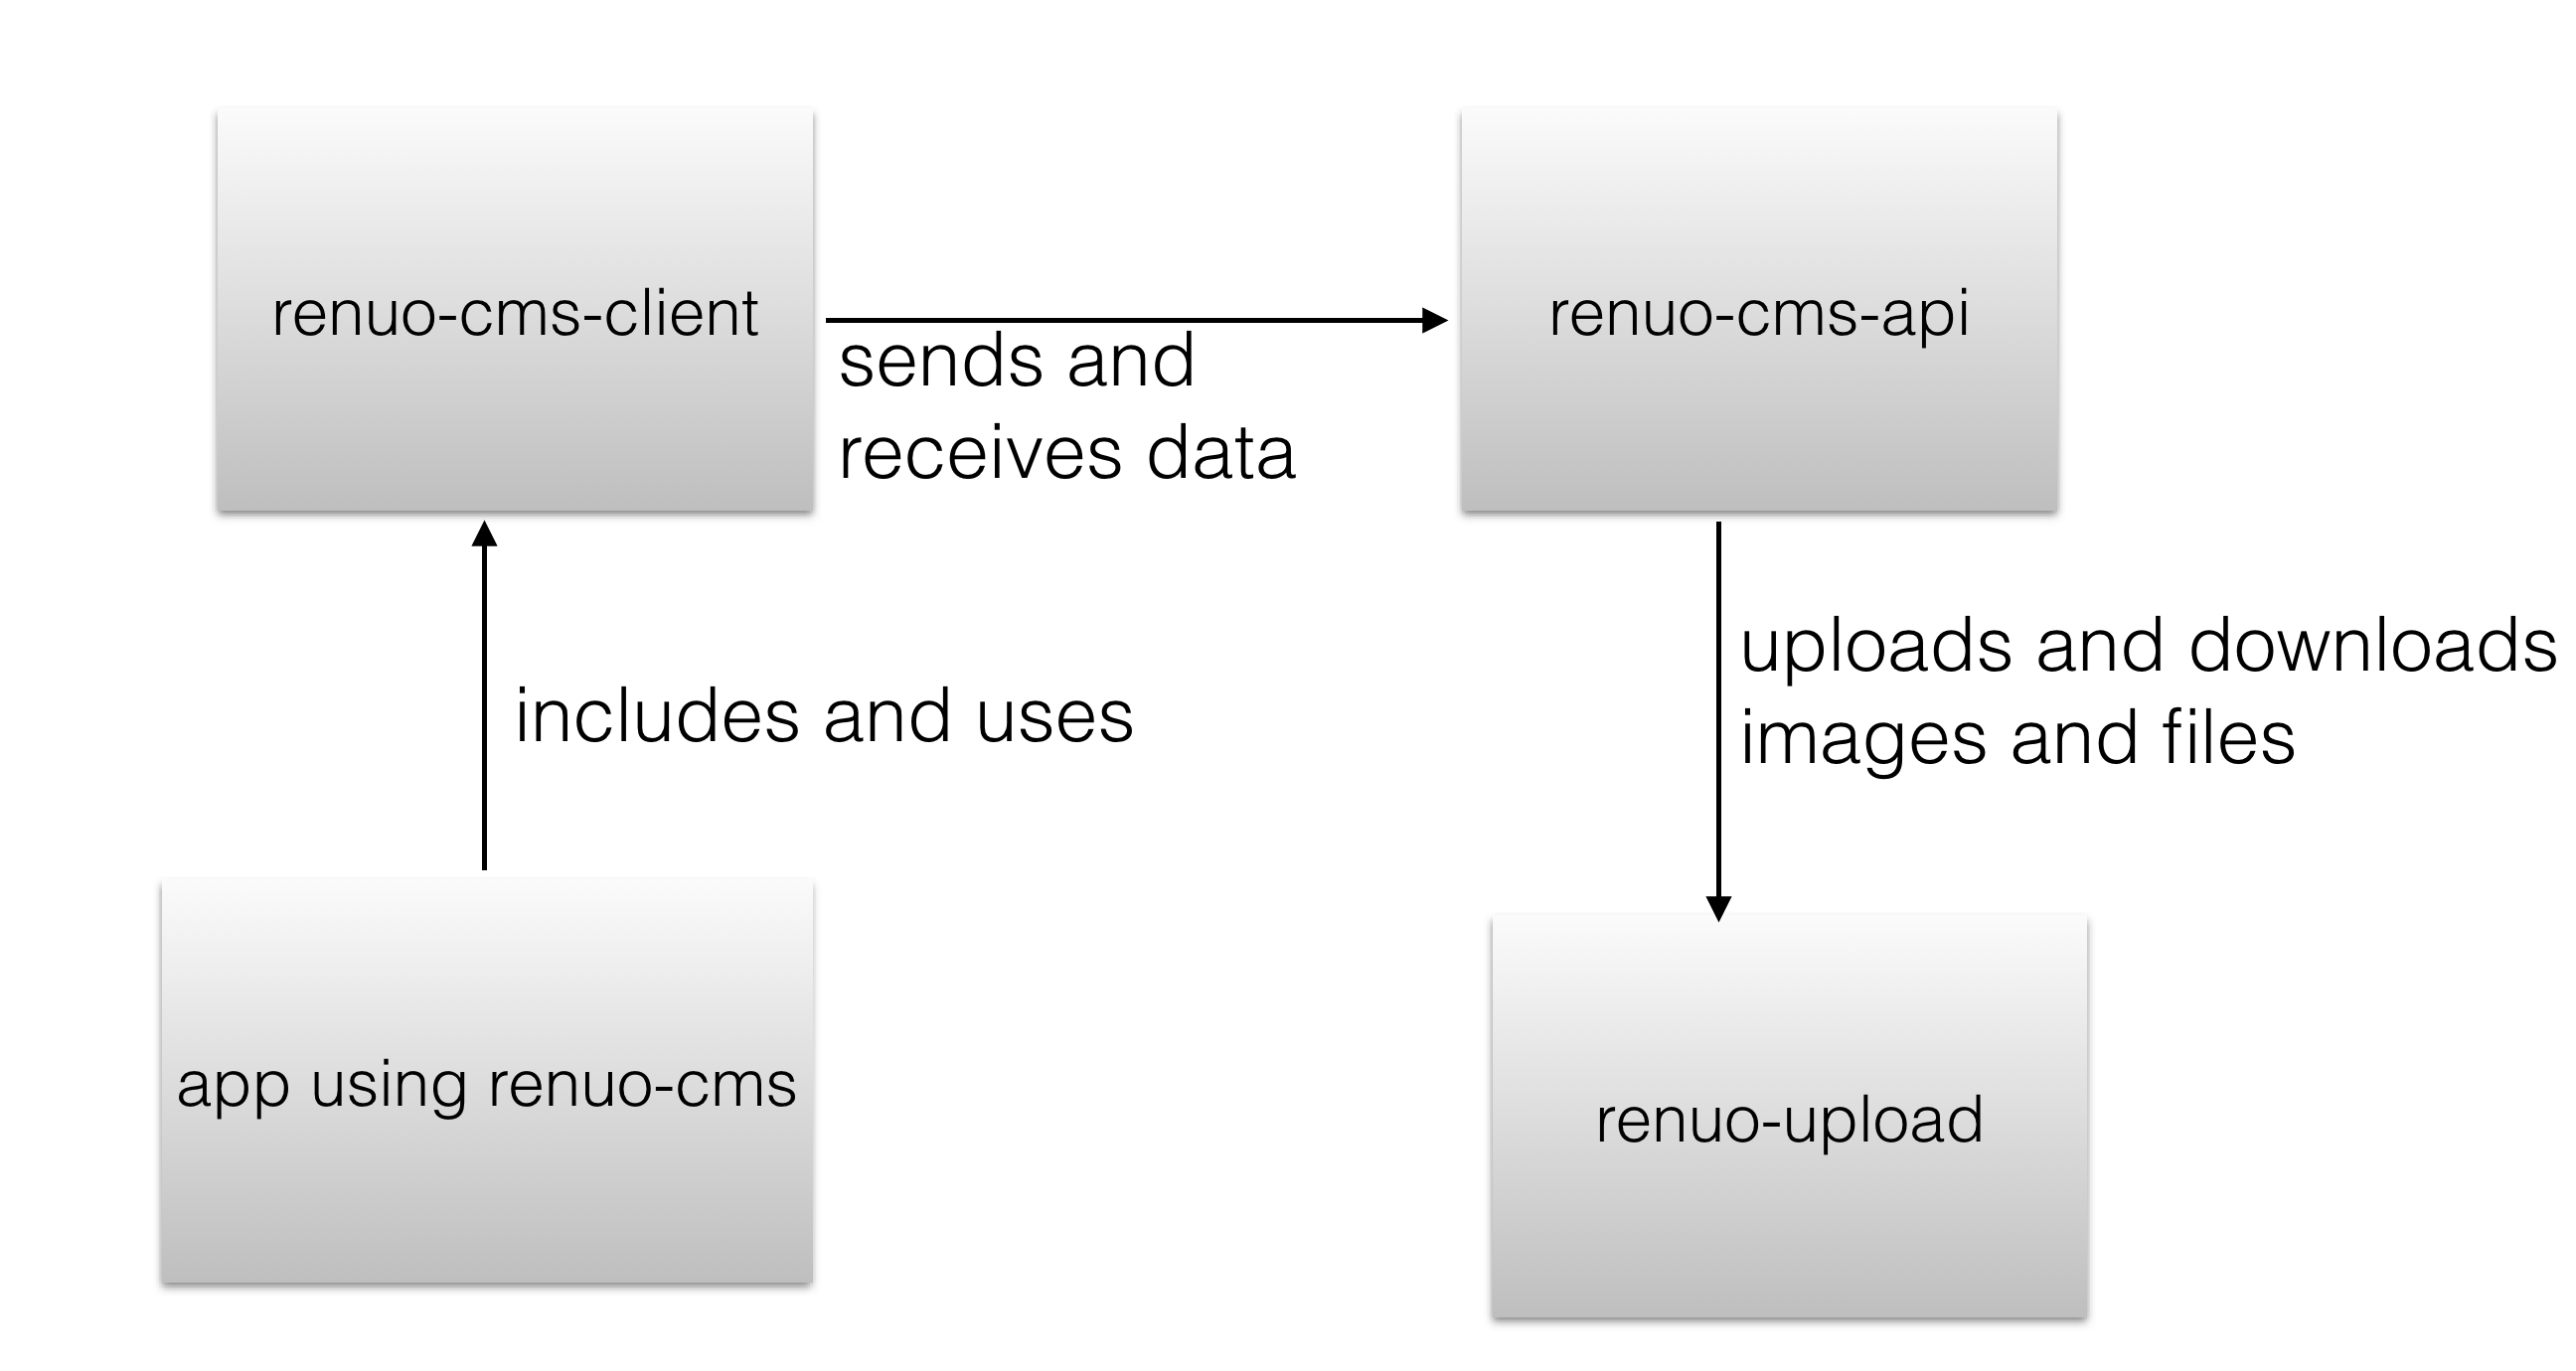 renuo-cms-client
renuo-cms-api
sends and
receives data
includes and uses
uploads and downloads
images and files
app using renuo-cms
renuo-upload